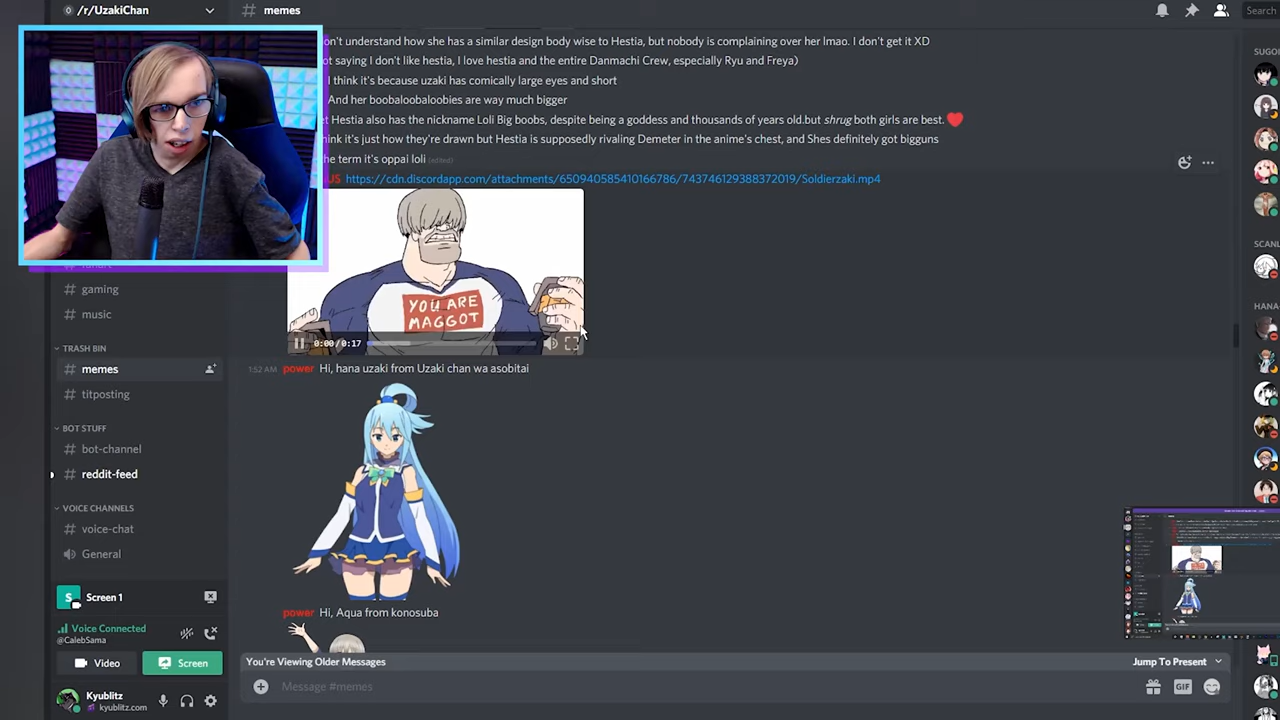 /r/UzakiChan
# memes
Search
on't understand how she has a similar design body wise to Hestia, but nobody is complaining over her lmao. I don't get it XD
ot saying I don't like hestia, I love hestia and the entire Danmachi Crew, especially Ryu and Freya)
I think it's because uzaki has comically large eyes and short
And her boobaloobaloobies are way much bigger
et Hestia also has the nickname Loli Big boobs, despite being a goddess and thousands of years old.but shrug both girls are best.
hink it's just how they're drawn but Hestia is supposedly rivaling Demeter in the anime's chest, and Shes definitely got bigguns
the term it's oppai loli (edited)
US https://cdn.discordapp.com/attachments/650940585410166786/743746129388372019/Soldierzaki.mp4
YOU ARE
MAGGOT
0:00/0:17
1:52 AM power Hi, hana uzaki from Uzaki chan wa asobitai
power Hi, Aqua from konosuba
# gaming
# music
TRASH BIN
# memes
# titposting
BOT STUFF
# bot-channel
# reddit-feed
VOICE CHANNELS
# voice-chat
General
S Screen 1
Voice Connected
@CalebSama
Video
Screen
Kyublitz
kyublitz.com
You're Viewing Older Messages
Jump To Present
Message #memes
GIF
SUGOI
SCANL
HANA-